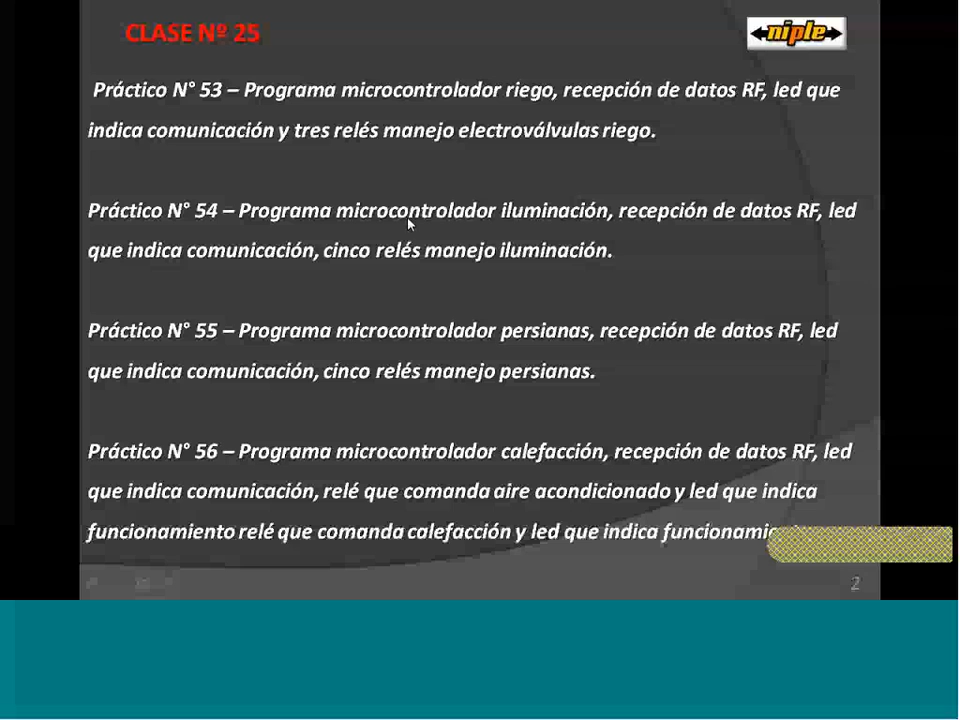 CLASE Nº 25
niple
Práctico N° 53 – Programa microcontrolador riego, recepción de datos RF, led que
indica comunicación y tres relés manejo electroválvulas riego.
Práctico N° 54 – Programa microcontrolador iluminación, recepción de datos RF, led
que indica comunicación, cinco relés manejo iluminación.
Práctico N° 55 – Programa microcontrolador persianas, recepción de datos RF, led
que indica comunicación, cinco relés manejo persianas.
Práctico N° 56 – Programa microcontrolador calefacción, recepción de datos RF, led
que indica comunicación, relé que comanda aire acondicionado y led que indica
funcionamiento relé que comanda calefacción y led que indica
2